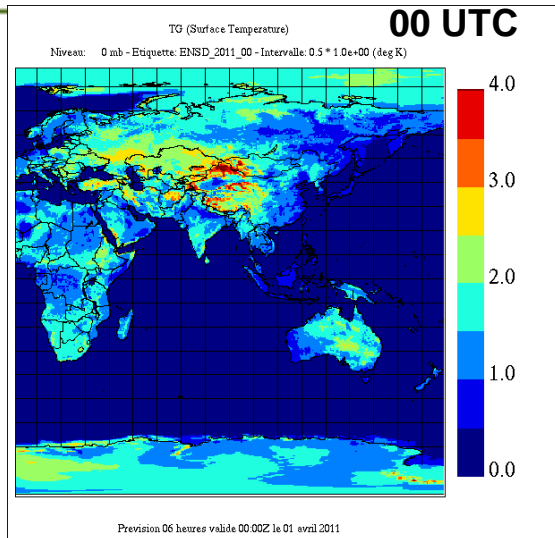 00 UTC
TG (Surface Temperature)
Niveau: 0 mb - Etiquette: ENSD_2011_00 - Intervalle: 0.5 * 1.0e+00 (deg K)
4.0
3.0
2.0
1.0
0.0
Prevision 06 heures valide 00:00Z le 01 avril 2011